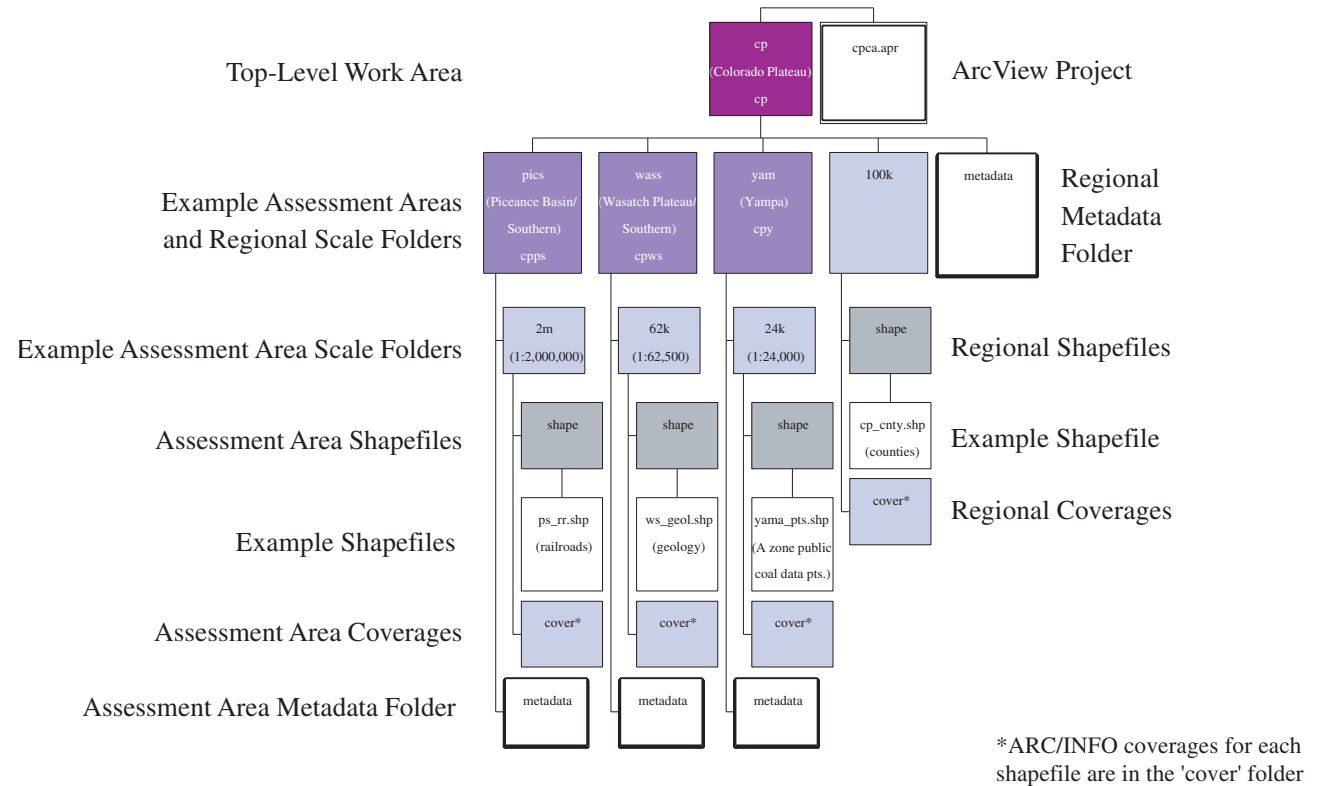 Top-Level Work Area
cp
(Colorado Plateau)
cp
cpca.apr
ArcView Project
Example Assessment Areas
and Regional Scale Folders
pics
(Piceance Basin/
Southern)
cpps
wass
(Wasatch Plateau/
Southern)
cpws
yam
(Yampa)
cpy
100k
metadata
Regional
Metadata
Folder
Example Assessment Area Scale Folders
2m
(1:2,000,000)
62k
(1:62,500)
24k
(1:24,000)
shape
Regional Shapefiles
Assessment Area Shapefiles
shape
shape
shape
cp_cnty.shp
(counties)
Example Shapefile
Example Shapefiles
ps_rr.shp
(railroads)
ws_geol.shp
(geology)
yama_pts.shp
(A zone public
coal data pts.)
cover*
Regional Coverages
Assessment Area Coverages
cover*
cover*
cover*
Assessment Area Metadata Folder
metadata
metadata
metadata
*ARC/INFO coverages for each
shapefile are in the 'cover' folder